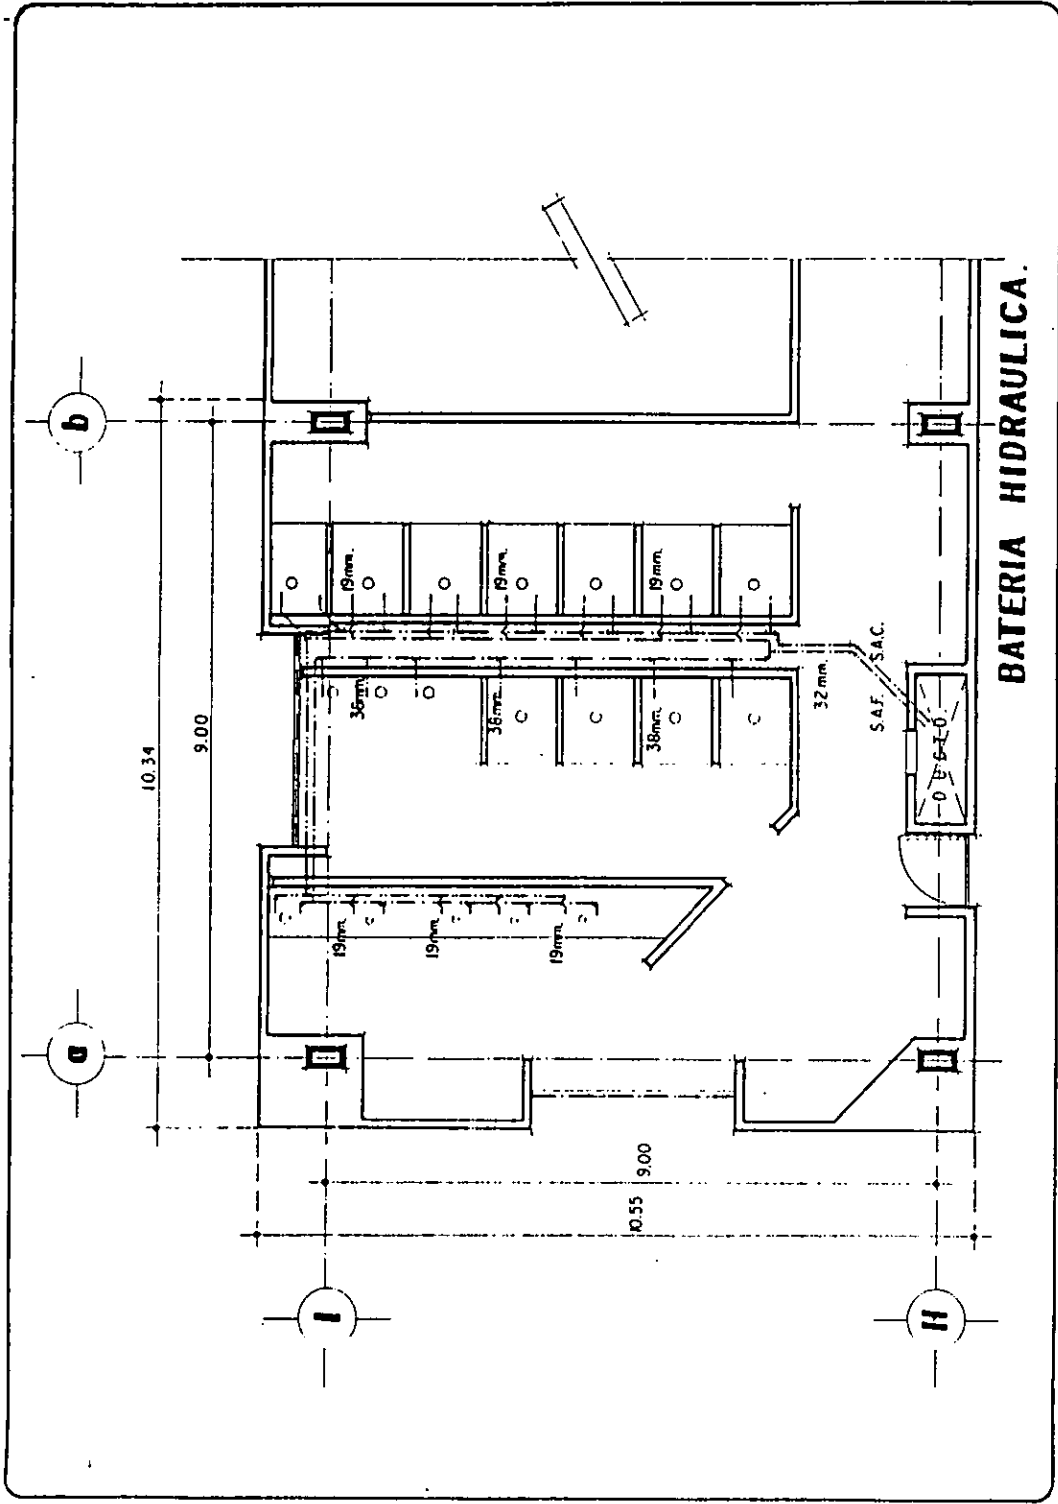 b
10.34
9.00
a
19mm.
19mm.
19mm.
38mm.
38mm.
38mm.
32mm.
S.A.C.
S.A.F.
DUCTO
19mm.
19mm.
19mm.
9.00
10.55
I
II
BATERIA HIDRAULICA.